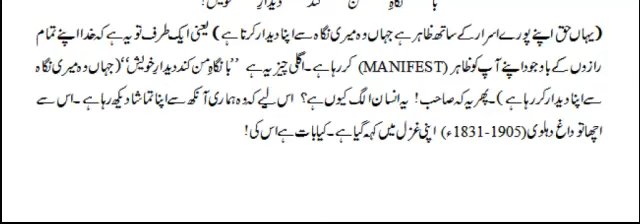 (یہاں حق اپنے پورے اسرار کے ساتھ ظاہر ہے جہاں وہ میری نگاہ سے اپنا دیدار کرتا ہے) یعنی ایک طرف تو یہ ہے کہ خدا اپنے تمام
رازوں کے باوجود اپنے آپ کو ظاہر (MANIFEST) کر رہا ہے۔ اگلی چیز یہ ہے ’’با نگاہِ من کند دیدارِ خویش‘‘ (جہاں وہ میری نگاہ
سے اپنا دیدار کر رہا ہے)۔ پھر یہ کہ صاحب! یہ انسان الگ کیوں ہے؟ اس لیے کہ وہ ہماری آنکھ سے اپنا تماشا دیکھ رہا ہے۔ اس سے
اچھا تو داغ دہلوی (1831-1905ء) اپنی غزل میں کہہ گیا ہے۔ کیا بات ہے اس کی!